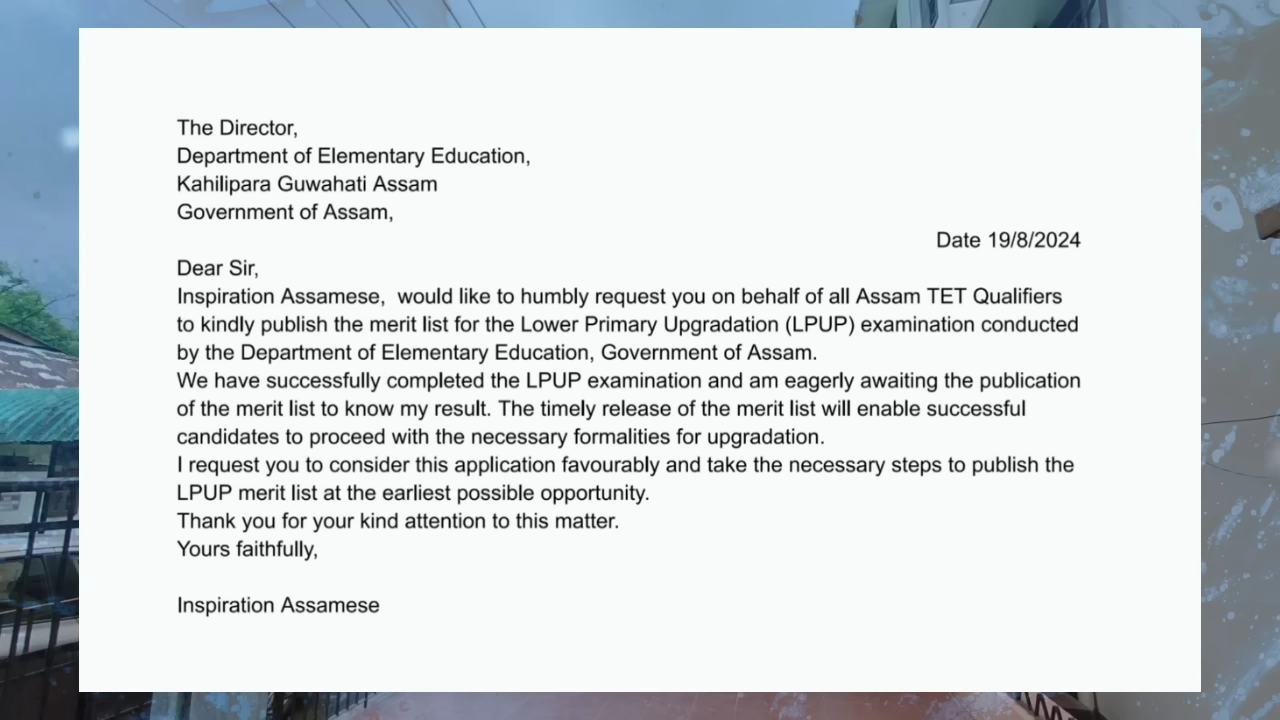 The Director,
Department of Elementary Education,
Kahilipara Guwahati Assam
Government of Assam,
Date 19/8/2024
Dear Sir,
Inspiration Assamese,  would like to humbly request you on behalf of all Assam TET Qualifiers
to kindly publish the merit list for the Lower Primary Upgradation (LPUP) examination conducted
by the Department of Elementary Education, Government of Assam.
We have successfully completed the LPUP examination and am eagerly awaiting the publication
of the merit list to know my result. The timely release of the merit list will enable successful
candidates to proceed with the necessary formalities for upgradation.
I request you to consider this application favourably and take the necessary steps to publish the
LPUP merit list at the earliest possible opportunity.
Thank you for your kind attention to this matter.
Yours faithfully,
Inspiration Assamese